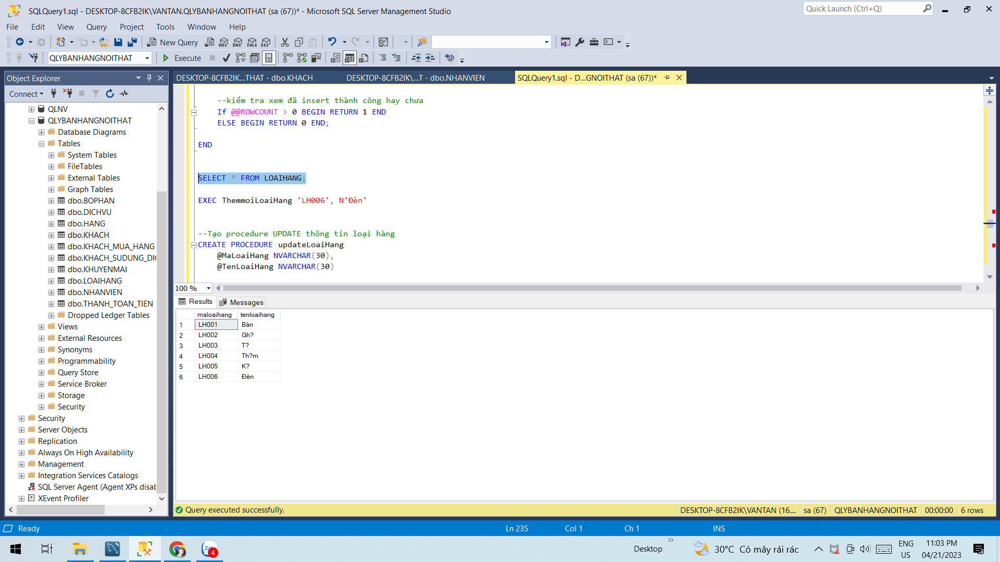 SQLQuery1.sql - DESKTOP-8CFB2IK\VANTAN.QLYBANHANGNOITHAT (sa (67))* - Microsoft SQL Server Management Studio
Quick Launch (Ctrl+Q)
File Edit View Query Project Tools Window Help
New Query
MDX DMX XMLA DAX
QLYBANHANGNOITHAT
Execute
Object Explorer
Connect
QLNV
QLYBANHANGNOITHAT
Database Diagrams
Tables
System Tables
FileTables
External Tables
Graph Tables
dbo.BOPHAN
dbo.DICHVU
dbo.HANG
dbo.KHACH
dbo.KHACH_MUA_HANG
dbo.KHACH_SUDUNG_DIC
dbo.KHUYENMAI
dbo.LOAIHANG
dbo.NHANVIEN
dbo.THANH_TOAN_TIEN
Dropped Ledger Tables
Views
External Resources
Synonyms
Programmability
Query Store
Service Broker
Storage
Security
Security
Server Objects
Replication
Always On High Availability
Management
Integration Services Catalogs
SQL Server Agent (Agent XPs disab
XEvent Profiler
DESKTOP-8CFB2IK...THAT - dbo.KHACH
DESKTOP-8CFB2IK\...T - dbo.NHANVIEN
SQLQuery1.sql - D...GNOITHAT (sa (67))*
--kiểm tra xem đã insert thành công hay chưa
If @@ROWCOUNT > 0 BEGIN RETURN 1 END
ELSE BEGIN RETURN 0 END;
END
SELECT * FROM LOAIHANG;
EXEC ThemmoiLoaiHang 'LH006', N'Đèn'
--Tạo procedure UPDATE thông tin loại hàng
CREATE PROCEDURE updateLoaiHang
@MaLoaiHang NVARCHAR(30),
@TenLoaiHang NVARCHAR(30)
100 %
Results Messages
maloaihang tenloaihang
1 LH001 Bàn
2 LH002 Gh?
3 LH003 T?
4 LH004 Th?m
5 LH005 K?
6 LH006 Đèn
Query executed successfully.
DESKTOP-8CFB2IK\VANTAN (16.... sa (67) QLYBANHANGNOITHAT 00:00:00 6 rows
Ready
Ln 235 Col 1 Ch 1 INS
4
Desktop
30°C Có mây rải rác
ENG
US
11:03 PM
04/21/2023